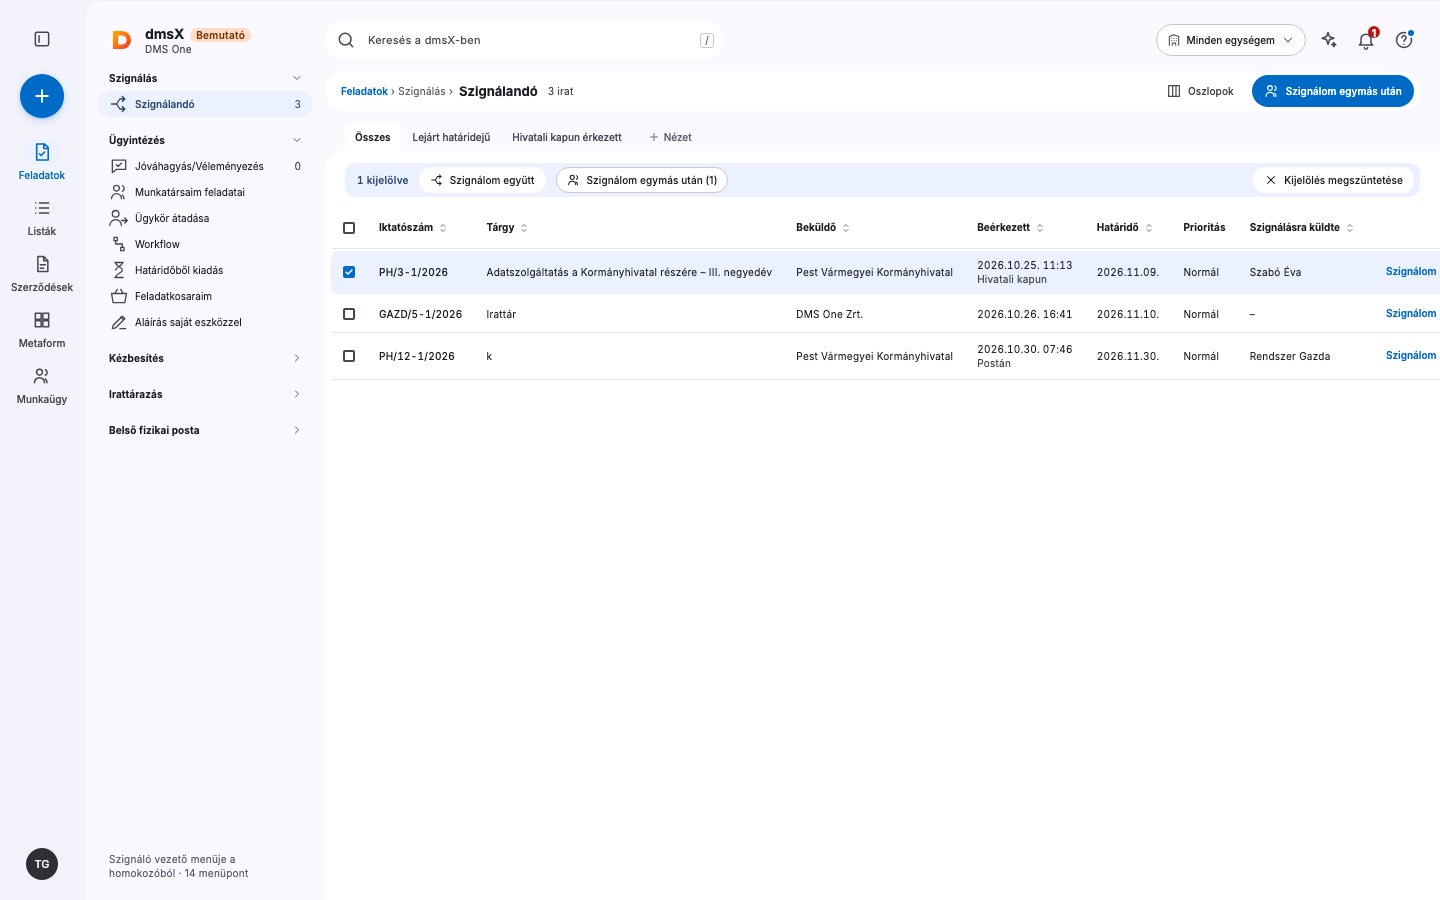 dmsX Bemutató
DMS One
Keresés a dmsX-ben /
Minden egységem
1
Feladatok
Listák
Szerződések
Metaform
Munkaügy
TG
Szignálás
Szignálandó 3
Ügyintézés
Jóváhagyás/Véleményezés 0
Munkatársaim feladatai
Ügykör átadása
Workflow
Határidőből kiadás
Feladatkosaraim
Aláírás saját eszközzel
Kézbesítés
Irattárazás
Belső fizikai posta
Szignáló vezető menüje a
homokozóból · 14 menüpont
Feladatok › Szignálás › Szignálandó 3 irat
Oszlopok
Szignálom egymás után
Összes Lejárt határidejű Hivatali kapun érkezett + Nézet
1 kijelölve Szignálom együtt Szignálom egymás után (1) Kijelölés megszüntetése
Iktatószám Tárgy Beküldő Beérkezett Határidő Prioritás Szignálásra küldte
PH/3-1/2026 Adatszolgáltatás a Kormányhivatal részére – III. negyedév Pest Vármegyei Kormányhivatal 2026.10.25. 11:13 2026.11.09. Normál Szabó Éva Szignálom
Hivatali kapun
GAZD/5-1/2026 Irattár DMS One Zrt. 2026.10.26. 16:41 2026.11.10. Normál – Szignálom
PH/12-1/2026 k Pest Vármegyei Kormányhivatal 2026.10.30. 07:46 2026.11.30. Normál Rendszer Gazda Szignálom
Postán